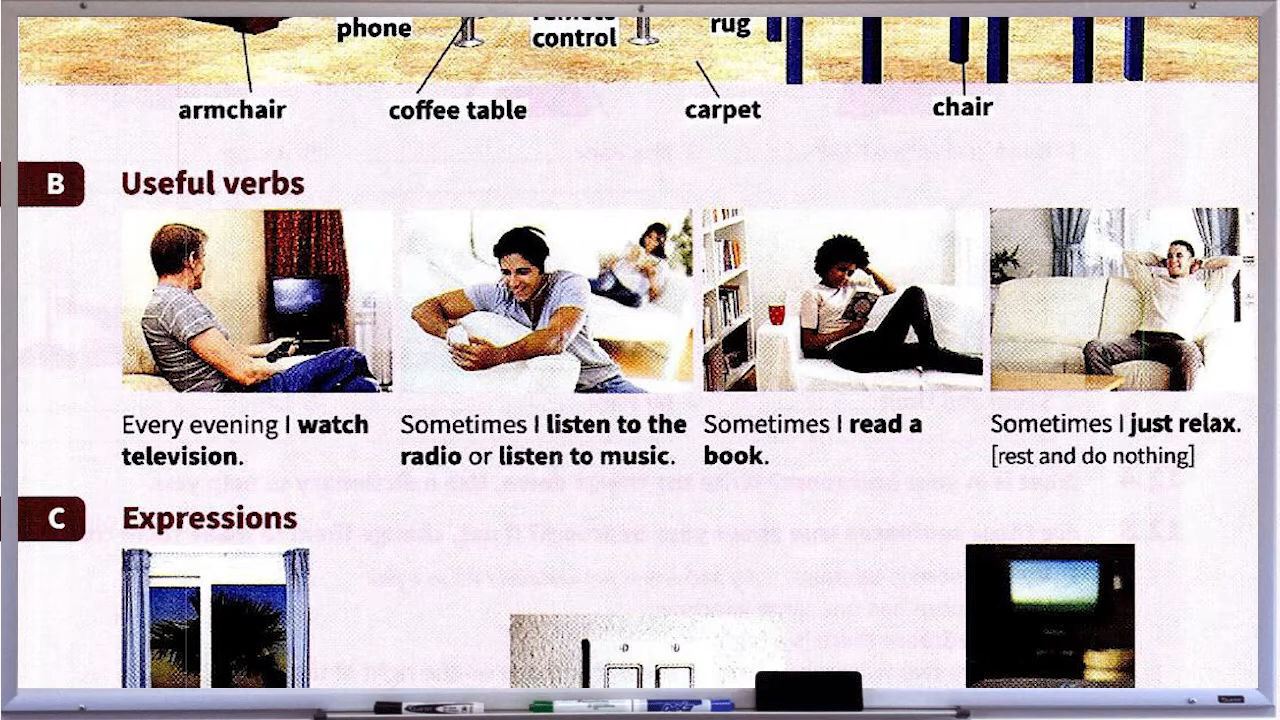 phone
remote
control
rug
armchair
coffee table
carpet
chair
B Useful verbs
Every evening I watch
television.
Sometimes I listen to the
radio or listen to music.
Sometimes I read a
book.
Sometimes I just relax.
[rest and do nothing]
C Expressions